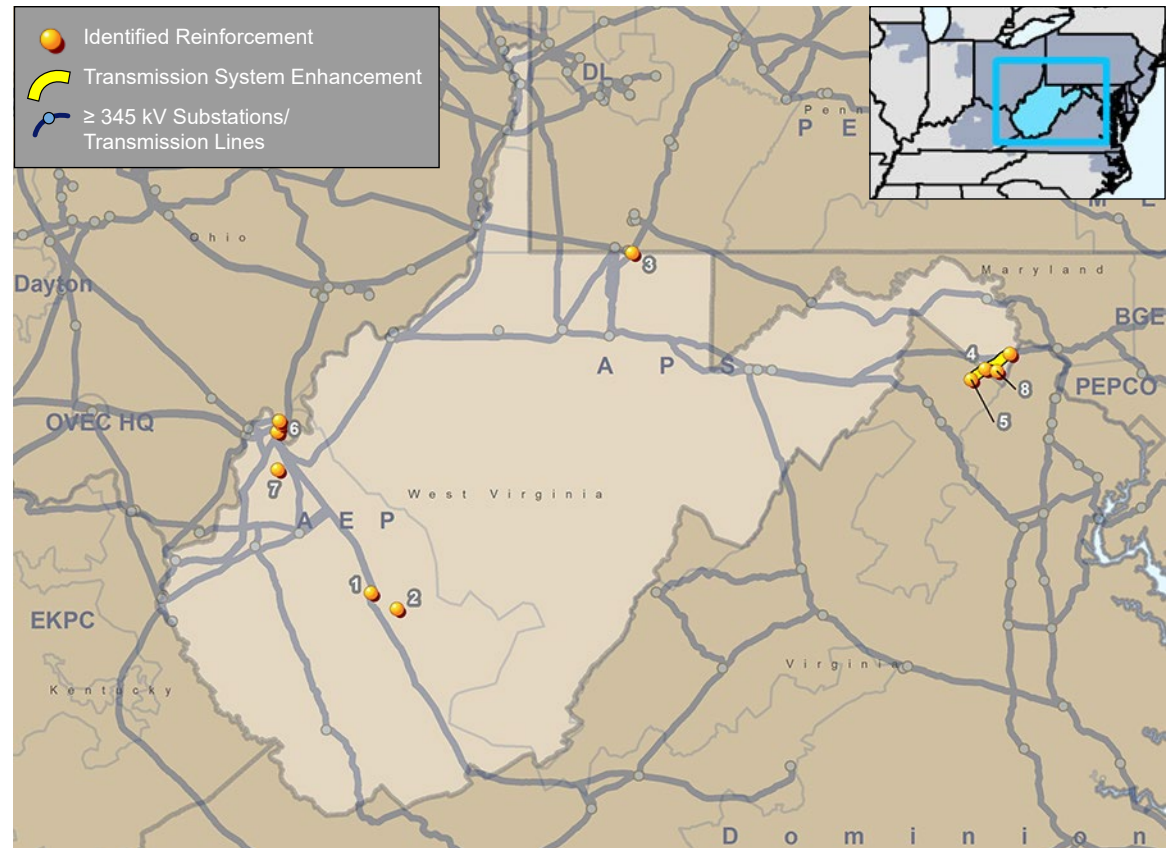 Identified Reinforcement
Transmission System Enhancement
≥ 345 kV Substations/
Transmission Lines
DL
Penn
P E
M E
Ohio
3
Maryland
Dayton
BGE
4
A P S
PEPCO
8
5
OVEC HQ
6
7
West Virginia
A E P
1
2
EKPC
Virginia
Kentucky
Dominion